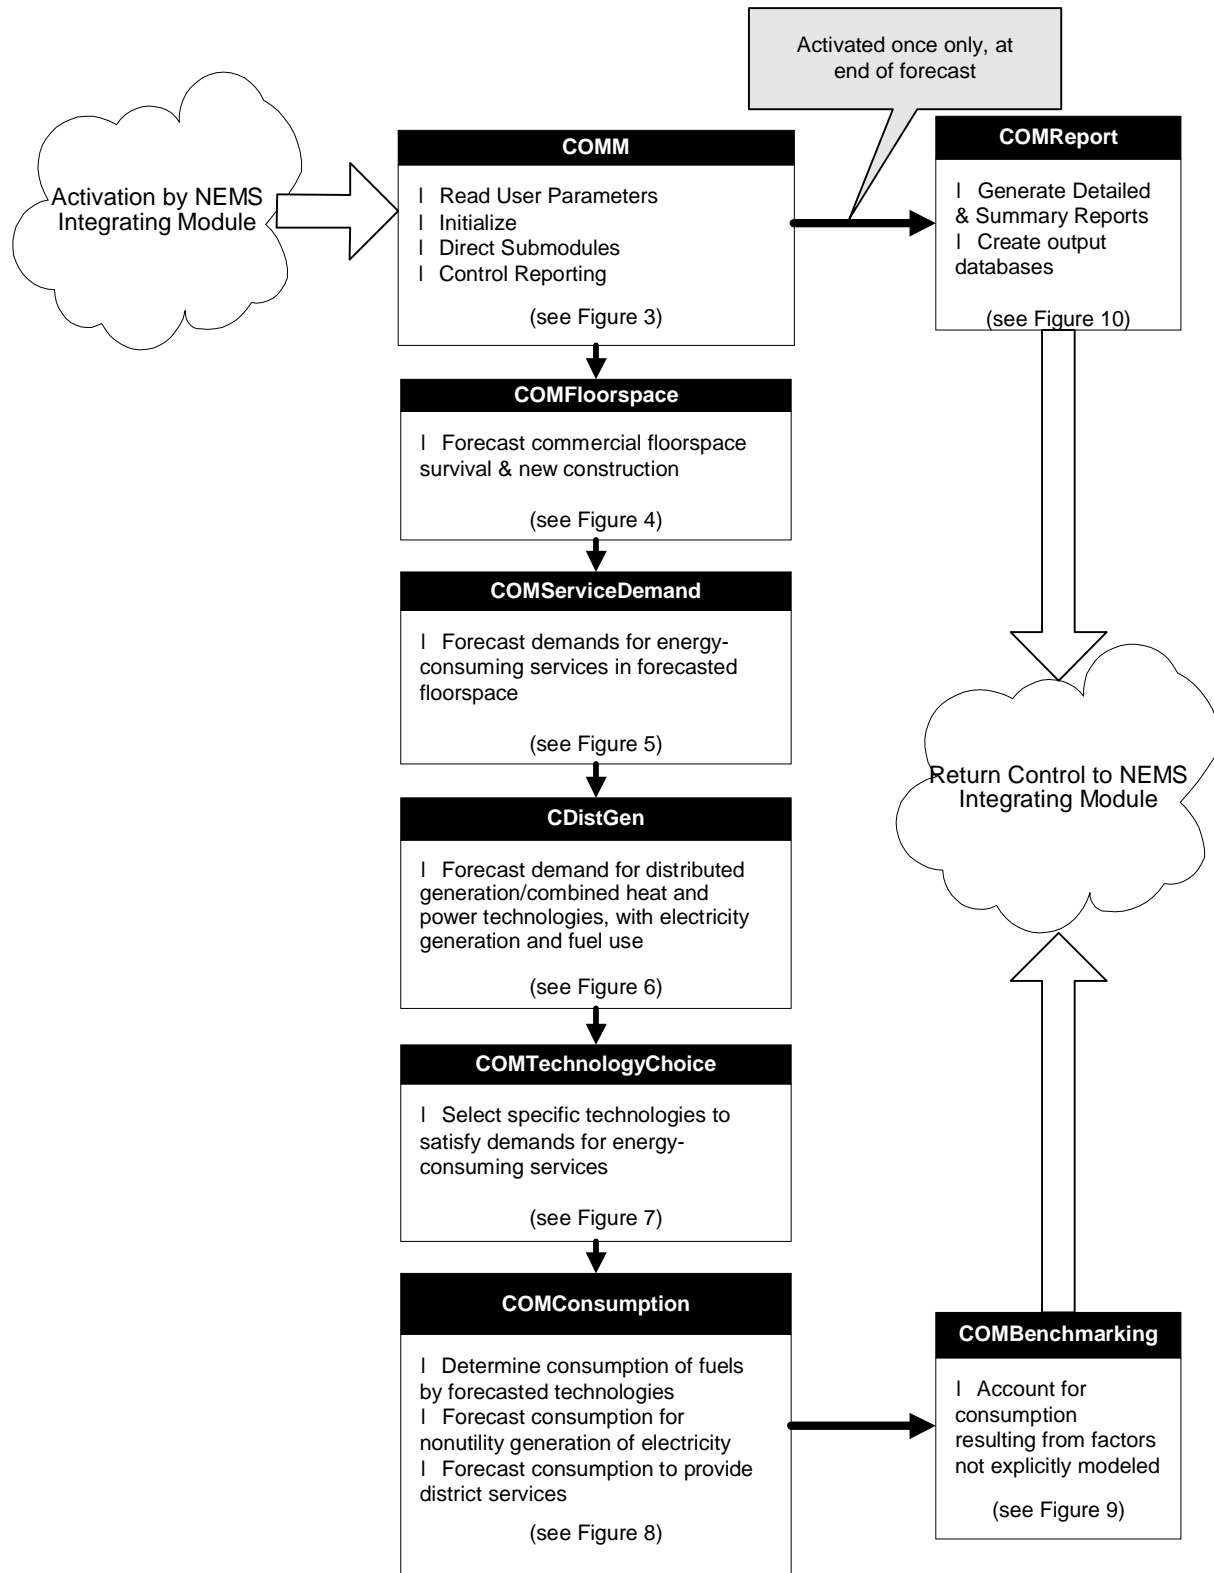 Activated once only, at
end of forecast
Activation by NEMS
Integrating Module
COMM
l Read User Parameters
l Initialize
l Direct Submodules
l Control Reporting
(see Figure 3)
COMReport
l Generate Detailed
& Summary Reports
l Create output
databases
(see Figure 10)
COMFloorspace
l Forecast commercial floorspace
survival & new construction
(see Figure 4)
COMServiceDemand
l Forecast demands for energy-
consuming services in forecasted
floorspace
(see Figure 5)
Return Control to NEMS
Integrating Module
CDistGen
l Forecast demand for distributed
generation/combined heat and
power technologies, with electricity
generation and fuel use
(see Figure 6)
COMTechnologyChoice
l Select specific technologies to
satisfy demands for energy-
consuming services
(see Figure 7)
COMConsumption
l Determine consumption of fuels
by forecasted technologies
l Forecast consumption for
nonutility generation of electricity
l Forecast consumption to provide
district services
(see Figure 8)
COMBenchmarking
l Account for
consumption
resulting from factors
not explicitly modeled
(see Figure 9)